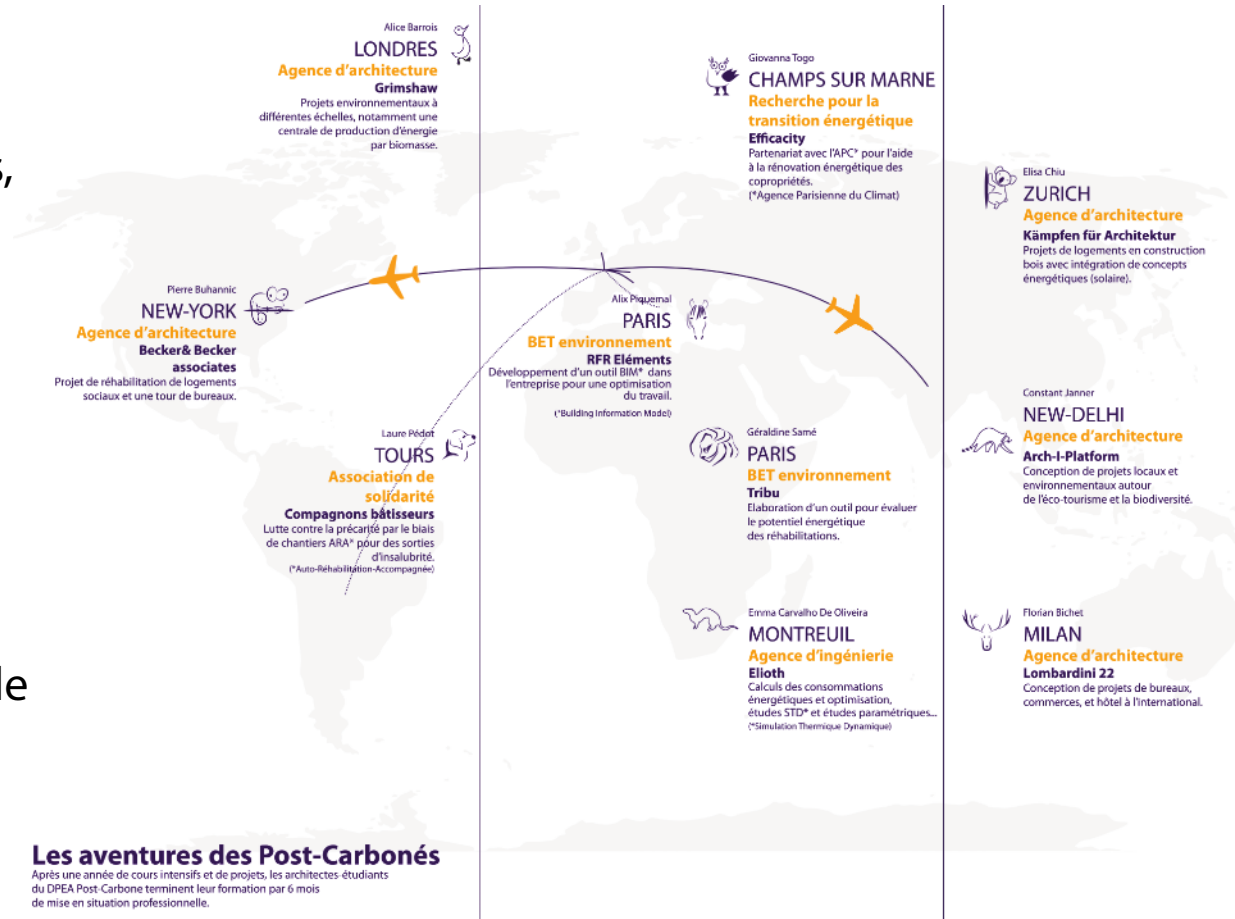 s,
le
Alice Barrois
LONDRES
Agence d'architecture
Grimshaw
Projets environnementaux à
différentes échelles, notamment une
centrale de production d'énergie
par biomasse.
Pierre Buhannic
NEW-YORK
Agence d'architecture
Becker& Becker
associates
Projet de réhabilitation de logements
sociaux et une tour de bureaux.
Laure Pédot
TOURS
Association de
solidarité
Compagnons bâtisseurs
Lutte contre la précarité par le biais
de chantiers ARA* pour des sorties
d'insalubrité.
(*Auto-Réhabilitation-Accompagnée)
Giovanna Togo
CHAMPS SUR MARNE
Recherche pour la
transition énergétique
Efficacity
Partenariat avec l'APC* pour l'aide
à la rénovation énergétique des
copropriétés.
(*Agence Parisienne du Climat)
Alix Piquemal
PARIS
BET environnement
RFR Eléments
Développement d'un outil BIM* dans
l'entreprise pour une optimisation
du travail.
(*Building Information Model)
Géraldine Samé
PARIS
BET environnement
Tribu
Elaboration d'un outil pour évaluer
le potentiel énergétique
des réhabilitations.
Emma Carvalho De Oliveira
MONTREUIL
Agence d'ingénierie
Elioth
Calculs des consommations
énergétiques et optimisation,
études STD* et études paramétriques...
(*Simulation Thermique Dynamique)
Elisa Chiu
ZURICH
Agence d'architecture
Kämpfen für Architektur
Projets de logements en construction
bois avec intégration de concepts
énergétiques (solaire).
Constant Janner
NEW-DELHI
Agence d'architecture
Arch-I-Platform
Conception de projets locaux et
environnementaux autour
de l'éco-tourisme et la biodiversité.
Florian Bichet
MILAN
Agence d'architecture
Lombardini 22
Conception de projets de bureaux,
commerces, et hôtel à l'international.
Les aventures des Post-Carbonés
Après une année de cours intensifs et de projets, les architectes-étudiants
du DPEA Post-Carbone terminent leur formation par 6 mois
de mise en situation professionnelle.